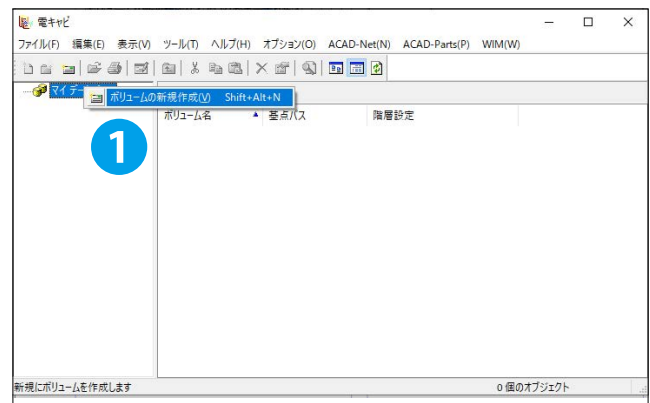 電キャビ
ファイル(F) 編集(E) 表示(V) ツール(T) ヘルプ(H) オプション(O) ACAD-Net(N) ACAD-Parts(P) WIM(W)
マイ デー
ボリュームの新規作成(V) Shift+Alt+N
ボリューム名 基点パス 階層設定
1
新規にボリュームを作成します 0 個のオブジェクト